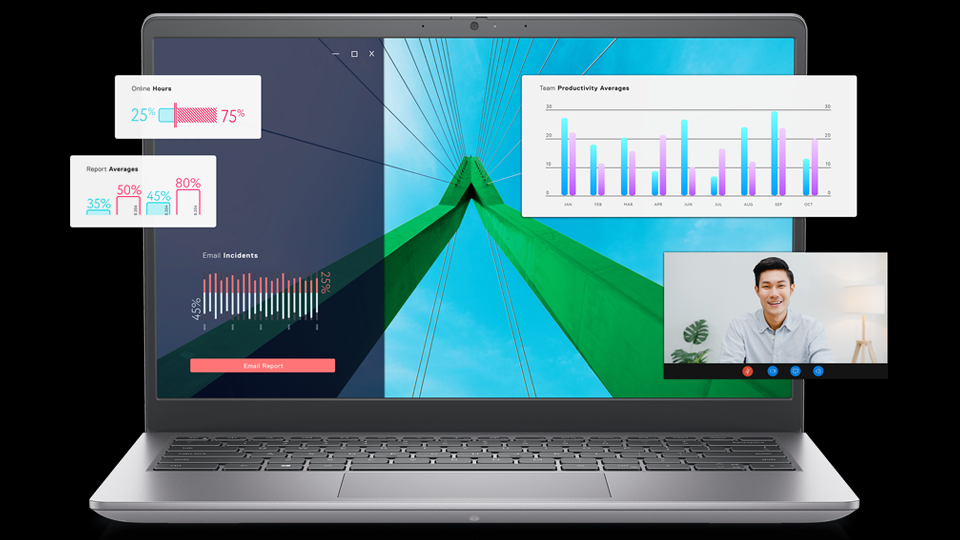 — X
Online Hours
25% 75%
Report Averages
35% 50% 45% 80%
Email Incidents
45% 25%
Email Report
Team Productivity Averages
30 30
20 20
10 10
0 0
JAN FEB MAR APR JUN JUL AUG SEP OCT